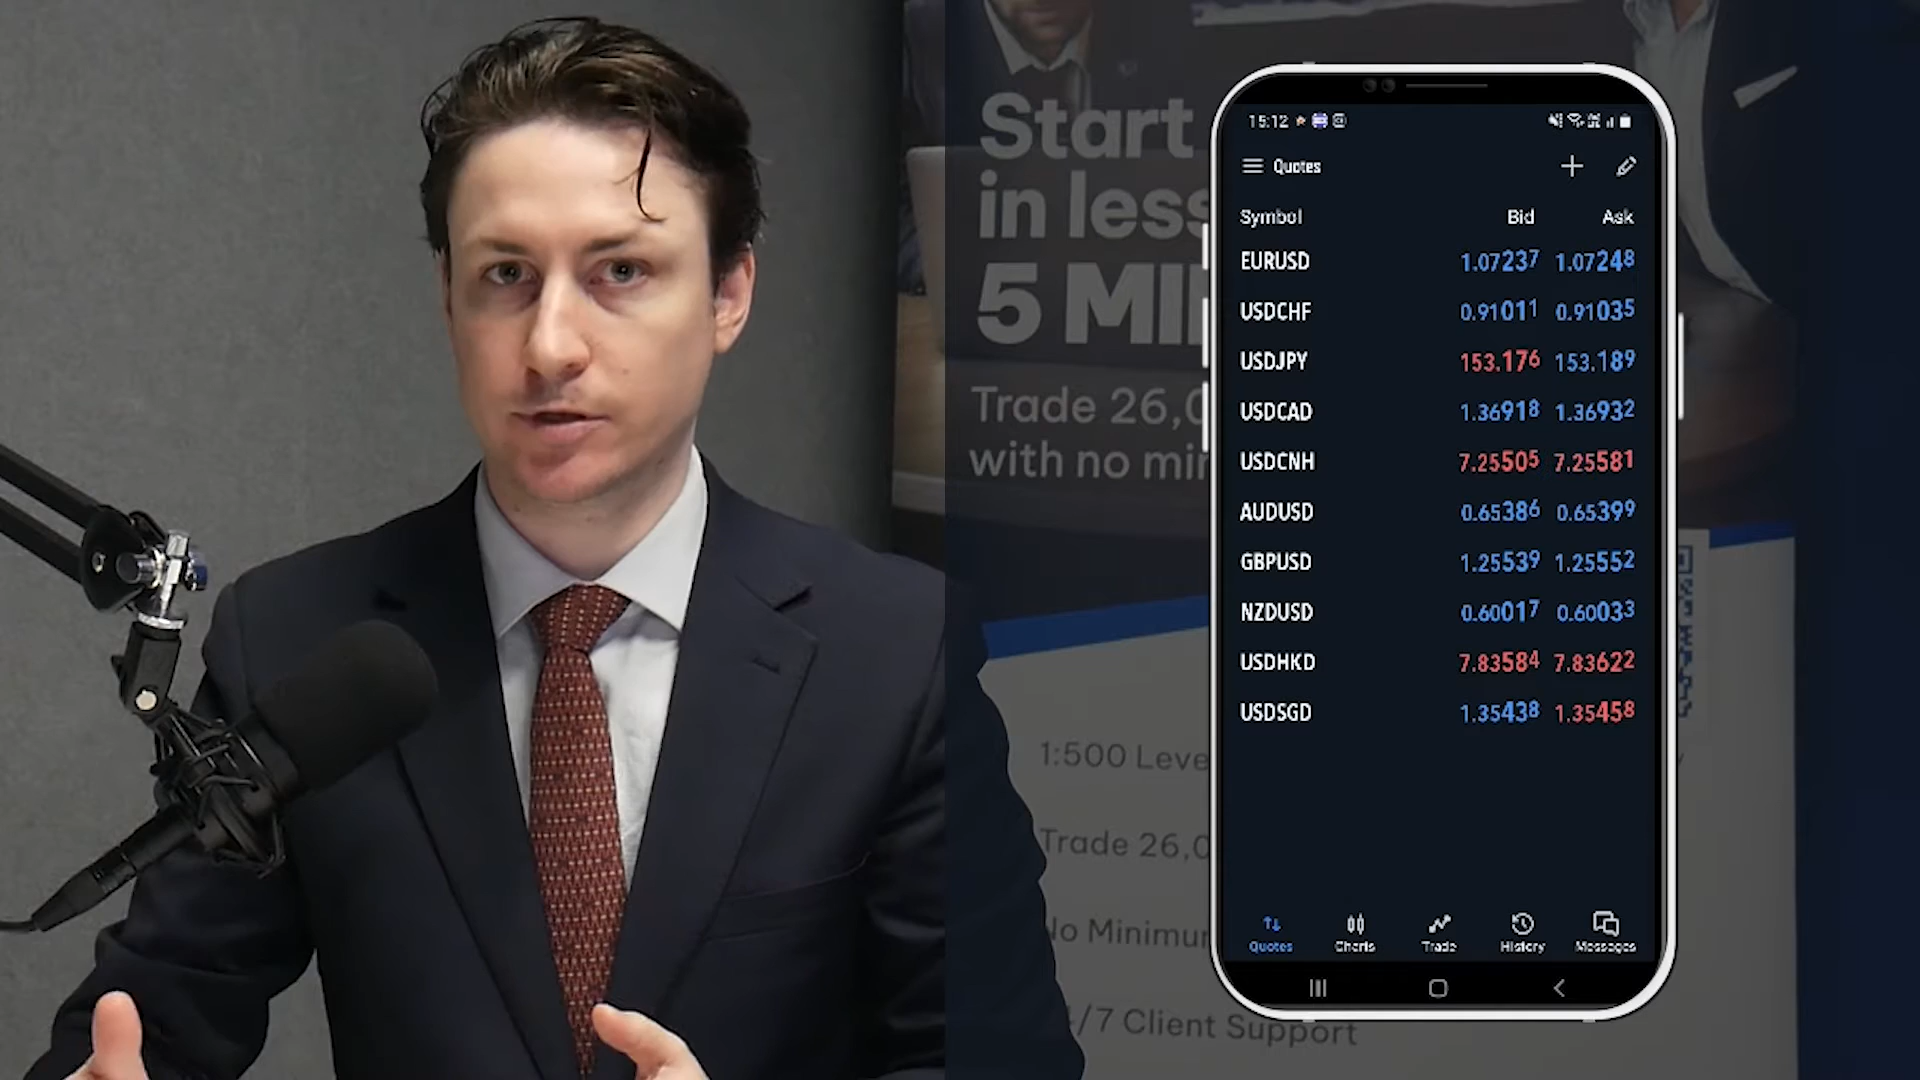 Start
in less
5 MI
Trade 26,0
with no mi
1:500 Leve
Trade 26,0
No Minimu
/7 Client Support
15:12
Quotes
Symbol Bid Ask
EURUSD 1.07237 1.07248
USDCHF 0.91011 0.91035
USDJPY 153.176 153.189
USDCAD 1.36918 1.36932
USDCNH 7.25505 7.25581
AUDUSD 0.65386 0.65399
GBPUSD 1.25539 1.25552
NZDUSD 0.60017 0.60033
USDHKD 7.83584 7.83622
USDSGD 1.35438 1.35458
Quotes Charts Trade History Messages